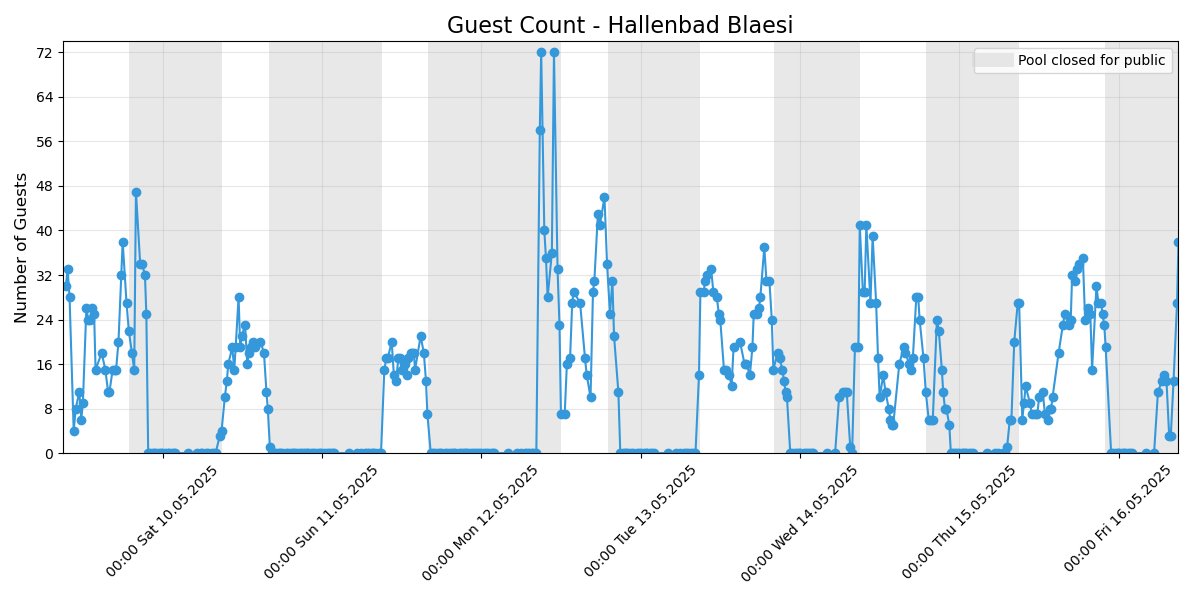 Guest Count - Hallenbad Blaesi
Pool closed for public
Number of Guests
72
64
56
48
40
32
24
16
8
0
00:00 Sat 10.05.2025
00:00 Sun 11.05.2025
00:00 Mon 12.05.2025
00:00 Tue 13.05.2025
00:00 Wed 14.05.2025
00:00 Thu 15.05.2025
00:00 Fri 16.05.2025